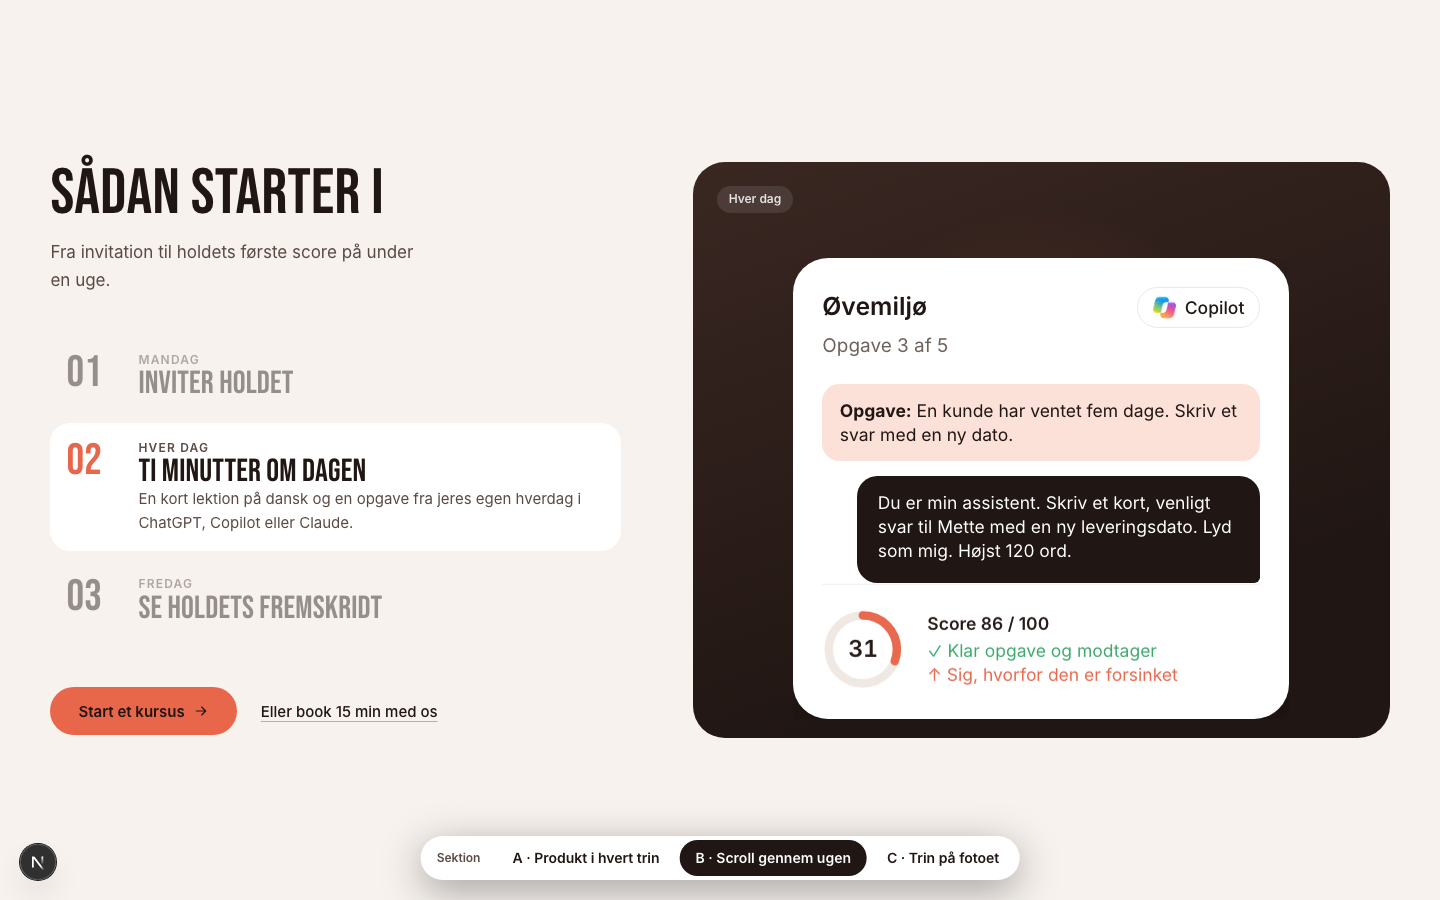 SÅDAN STARTER I
Fra invitation til holdets første score på under
en uge.
01
MANDAG
INVITER HOLDET
02
HVER DAG
TI MINUTTER OM DAGEN
En kort lektion på dansk og en opgave fra jeres egen hverdag i
ChatGPT, Copilot eller Claude.
03
FREDAG
SE HOLDETS FREMSKRIDT
Start et kursus →
Eller book 15 min med os
Hver dag
Øvemiljø
Copilot
Opgave 3 af 5
Opgave: En kunde har ventet fem dage. Skriv et
svar med en ny dato.
Du er min assistent. Skriv et kort, venligt
svar til Mette med en ny leveringsdato. Lyd
som mig. Højst 120 ord.
31
Score 86 / 100
✓ Klar opgave og modtager
↑ Sig, hvorfor den er forsinket
N
Sektion
A · Produkt i hvert trin
B · Scroll gennem ugen
C · Trin på fotoet